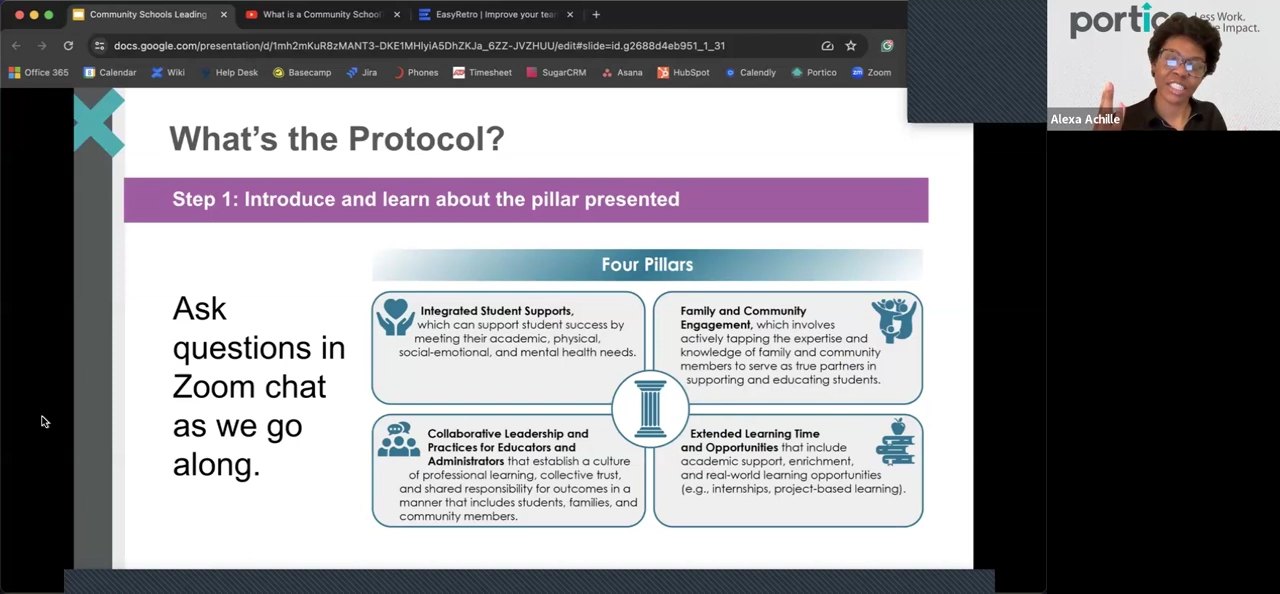 Community Schools Leading
What is a Community School
EasyRetro | Improve your tea
docs.google.com/presentation/d/1mh2mKuR8zMANT3-DKE1MHIyiA5DhZKJa_6ZZ-JVZHUU/edit#slide=id.g2688d4eb951_1_31
Office 365
Calendar
Wiki
Help Desk
Basecamp
Jira
Phones
Timesheet
SugarCRM
Asana
HubSpot
Calendly
Portico
Zoom
Less Work.
Impact.
Alexa Achille
What's the Protocol?
Step 1: Introduce and learn about the pillar presented
Ask
questions in
Zoom chat
as we go
along.
Four Pillars
Integrated Student Supports,
which can support student success by
meeting their academic, physical,
social-emotional, and mental health needs.
Family and Community
Engagement, which involves
actively tapping the expertise and
knowledge of family and community
members to serve as true partners in
supporting and educating students.
Collaborative Leadership and
Practices for Educators and
Administrators that establish a culture
of professional learning, collective trust,
and shared responsibility for outcomes in a
manner that includes students, families, and
community members.
Extended Learning Time
and Opportunities that include
academic support, enrichment,
and real-world learning opportunities
(e.g., internships, project-based learning).